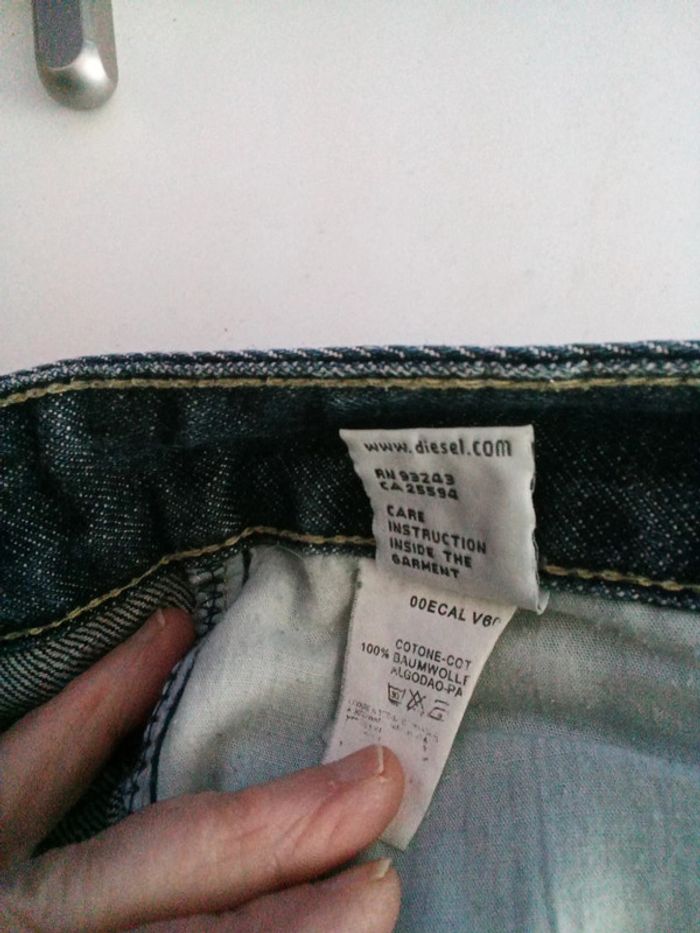 www.diesel.com
RN 93243
CA 25594
CARE
INSTRUCTION
INSIDE THE
GARMENT
00ECAL V6
COTONE-COT
100% BAUMWOLLE
ALGODAO-PA